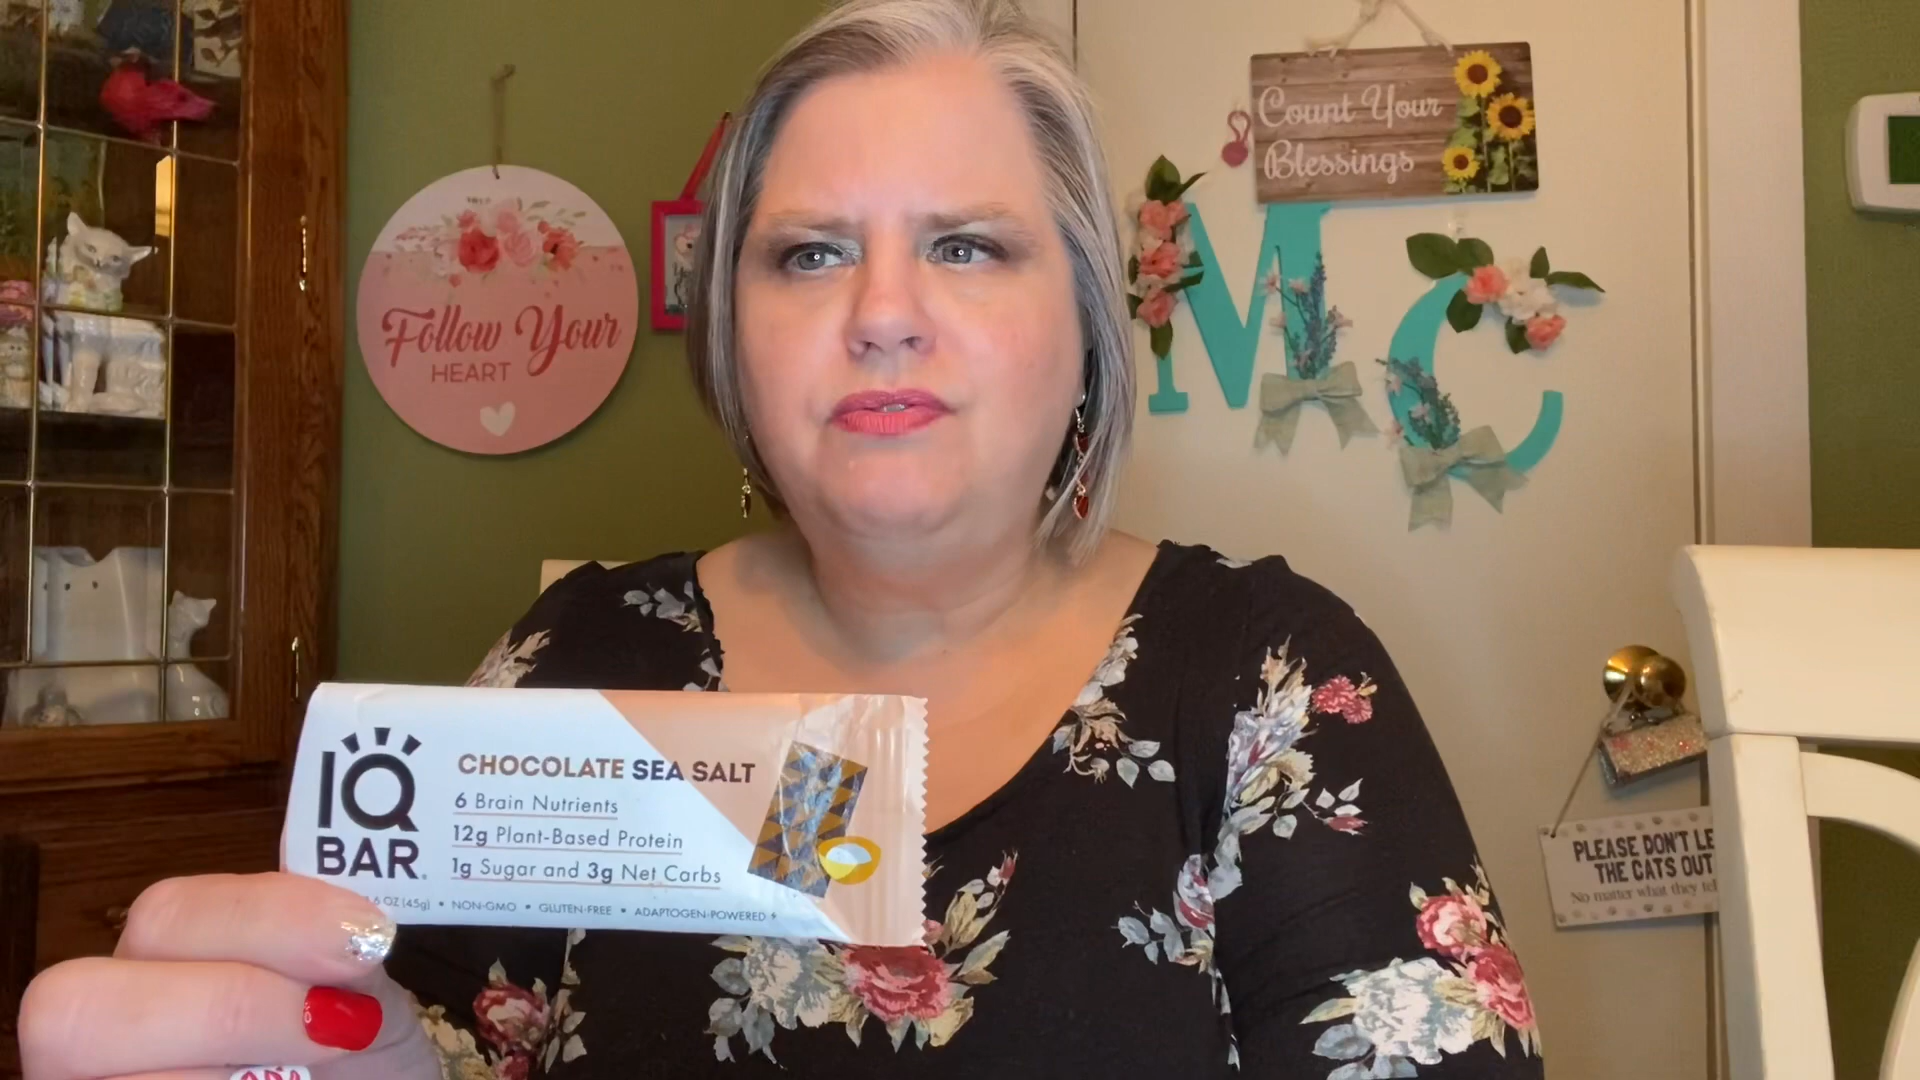 Follow Your
HEART
Count Your
Blessings
M
C
IQ
BAR
CHOCOLATE SEA SALT
6 Brain Nutrients
12g Plant-Based Protein
1g Sugar and 3g Net Carbs
OZ (45g) • NON-GMO • GLUTEN-FREE • ADAPTOGEN-POWERED
PLEASE DON'T LE
THE CATS OUT
No matter what they tel